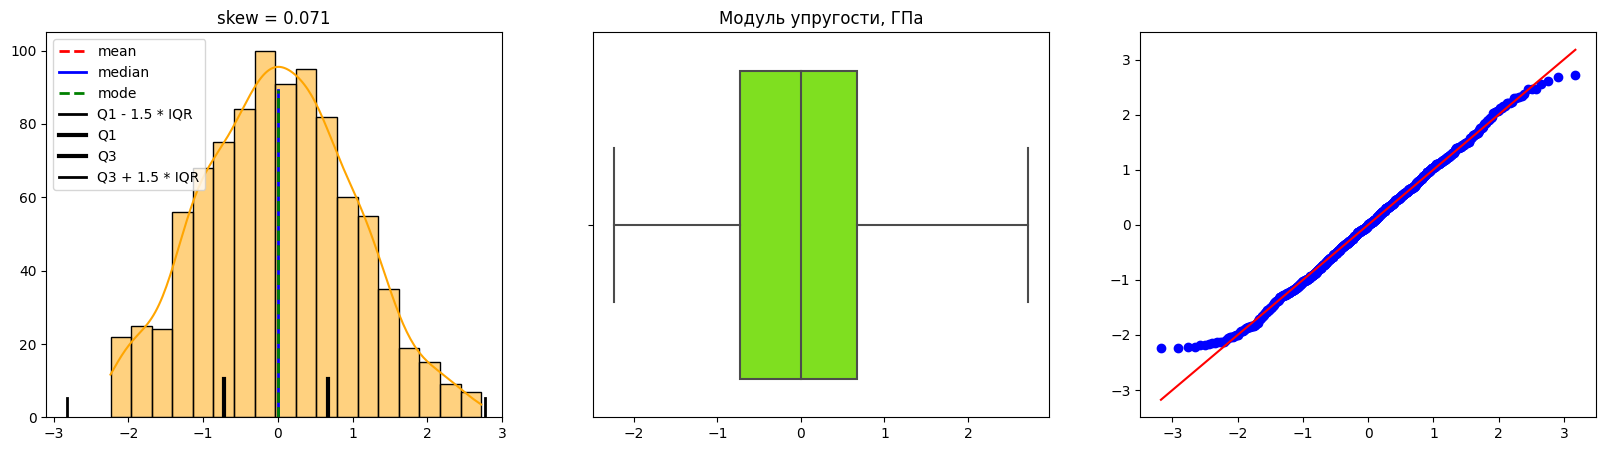 skew = 0.071
mean
median
mode
Q1 - 1.5 * IQR
Q1
Q3
Q3 + 1.5 * IQR
100
80
60
40
20
0
−3 −2 −1 0 1 2 3
Модуль упругости, ГПа
−2 −1 0 1 2
3
2
1
0
−1
−2
−3
−3 −2 −1 0 1 2 3